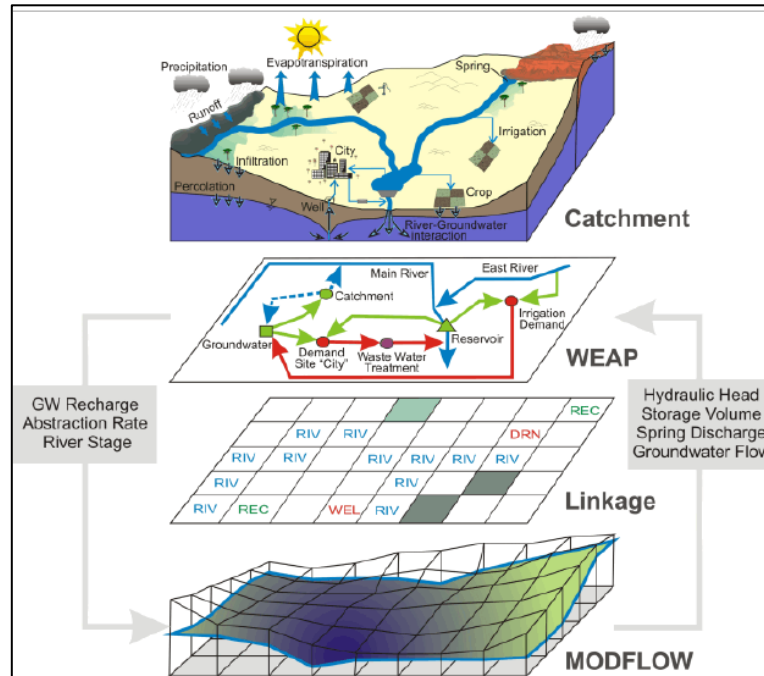 Precipitation
Evapotranspiration
Spring
Runoff
Irrigation
City
Infiltration
Percolation
Crop
Well
River-Groundwater
Interaction
Catchment
Main River
East River
Catchment
Irrigation
Demand
Groundwater
Reservoir
Demand
Site "City"
Waste Water
Treatment
WEAP
GW Recharge
Abstraction Rate
River Stage
Hydraulic Head
Storage Volume
Spring Discharge
Groundwater Flow
REC
RIV RIV DRN
RIV RIV RIV RIV RIV RIV
RIV RIV
RIV REC WEL RIV
Linkage
MODFLOW